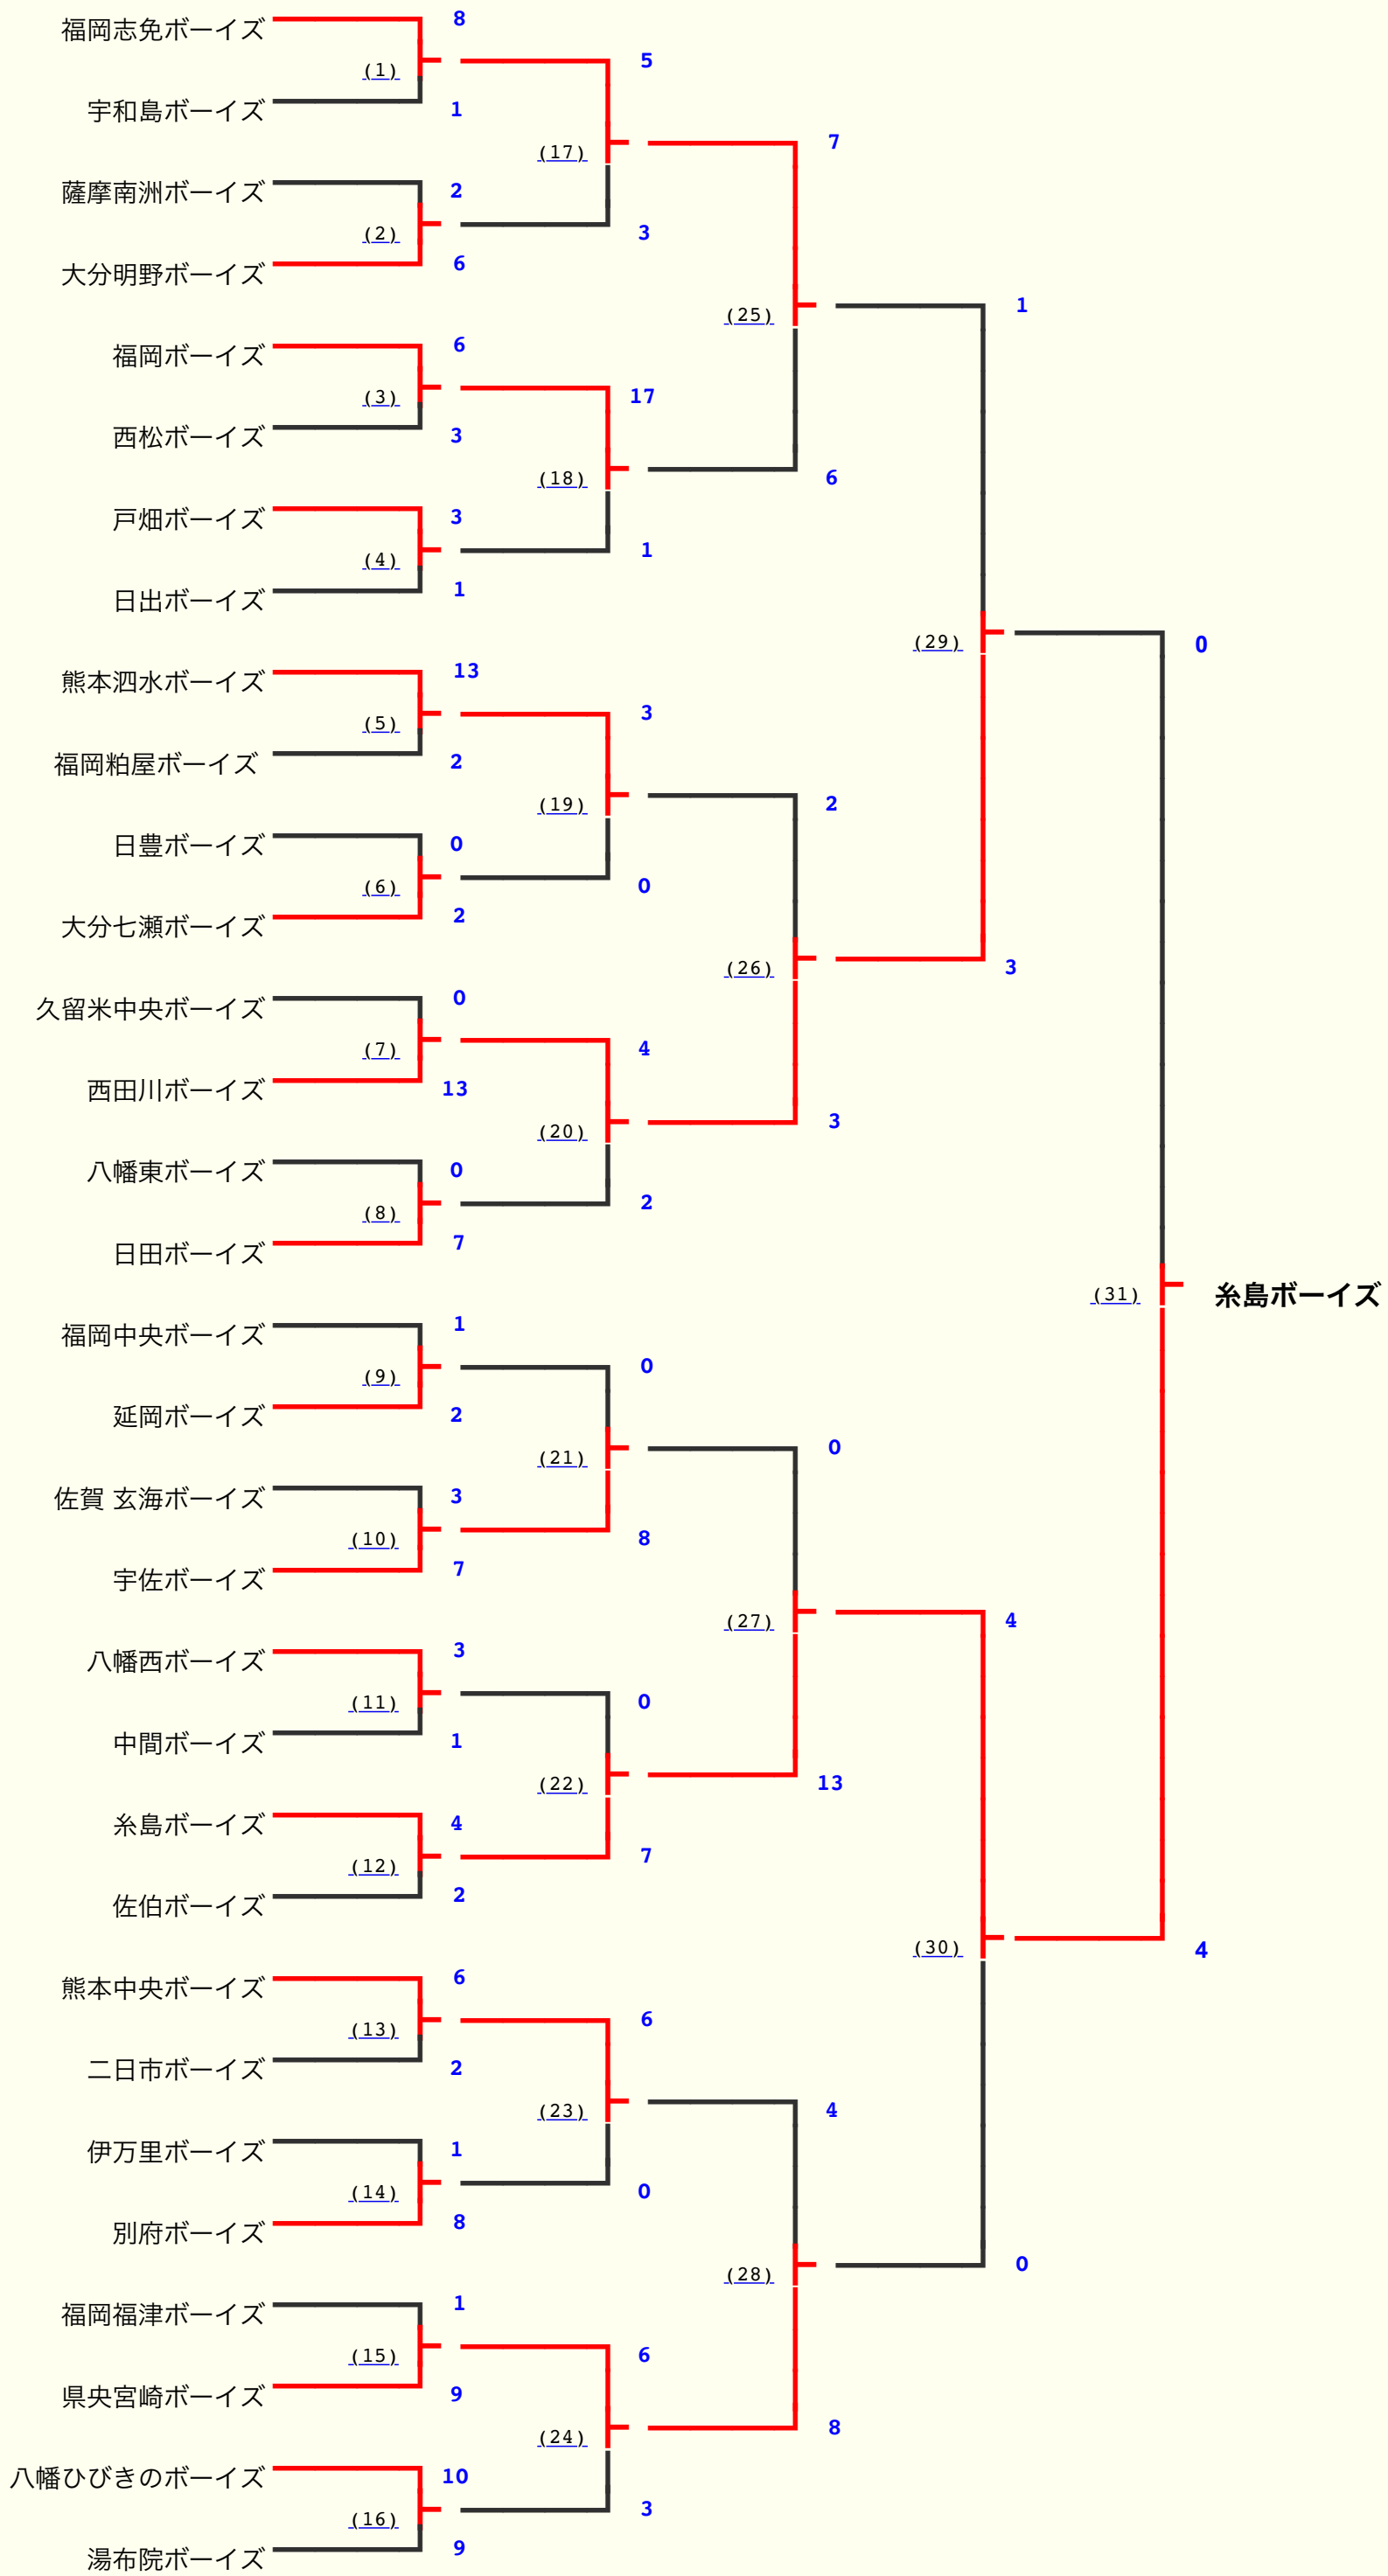 福岡志免ボーイズ
8
(1)
5
宇和島ボーイズ
1
(17)
7
薩摩南洲ボーイズ
2
(2)
3
大分明野ボーイズ
6
(25)
1
福岡ボーイズ
6
(3)
17
西松ボーイズ
3
(18)
6
戸畑ボーイズ
3
(4)
1
日出ボーイズ
1
(29)
0
熊本泗水ボーイズ
13
(5)
3
福岡粕屋ボーイズ
2
(19)
2
日豊ボーイズ
0
(6)
0
大分七瀬ボーイズ
2
(26)
3
久留米中央ボーイズ
0
(7)
4
西田川ボーイズ
13
(20)
3
八幡東ボーイズ
0
(8)
2
日田ボーイズ
7
(31)
糸島ボーイズ
福岡中央ボーイズ
1
(9)
0
延岡ボーイズ
2
(21)
0
佐賀 玄海ボーイズ
3
(10)
8
宇佐ボーイズ
7
(27)
4
八幡西ボーイズ
3
(11)
0
中間ボーイズ
1
(22)
13
糸島ボーイズ
4
(12)
7
佐伯ボーイズ
2
(30)
4
熊本中央ボーイズ
6
(13)
6
二日市ボーイズ
2
(23)
4
伊万里ボーイズ
1
(14)
0
別府ボーイズ
8
(28)
0
福岡福津ボーイズ
1
(15)
6
県央宮崎ボーイズ
9
(24)
8
八幡ひびきのボーイズ
10
(16)
3
湯布院ボーイズ
9